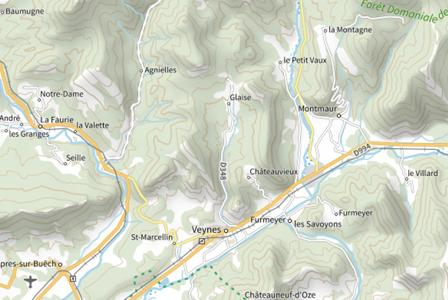 Baumugne
Forêt Domaniale de
la Montagne
le Petit Vaux
Agnielles
Notre-Dame
Glaise
Montmaur
André
La Faurie
la Valette
les Granges
Seille
D994
D348
Châteauvieux
le Villard
Furmeyer
Furmeyer
les Savoyons
Veynes
St-Marcellin
pres-sur-Buëch
Châteauneuf-d'Oze